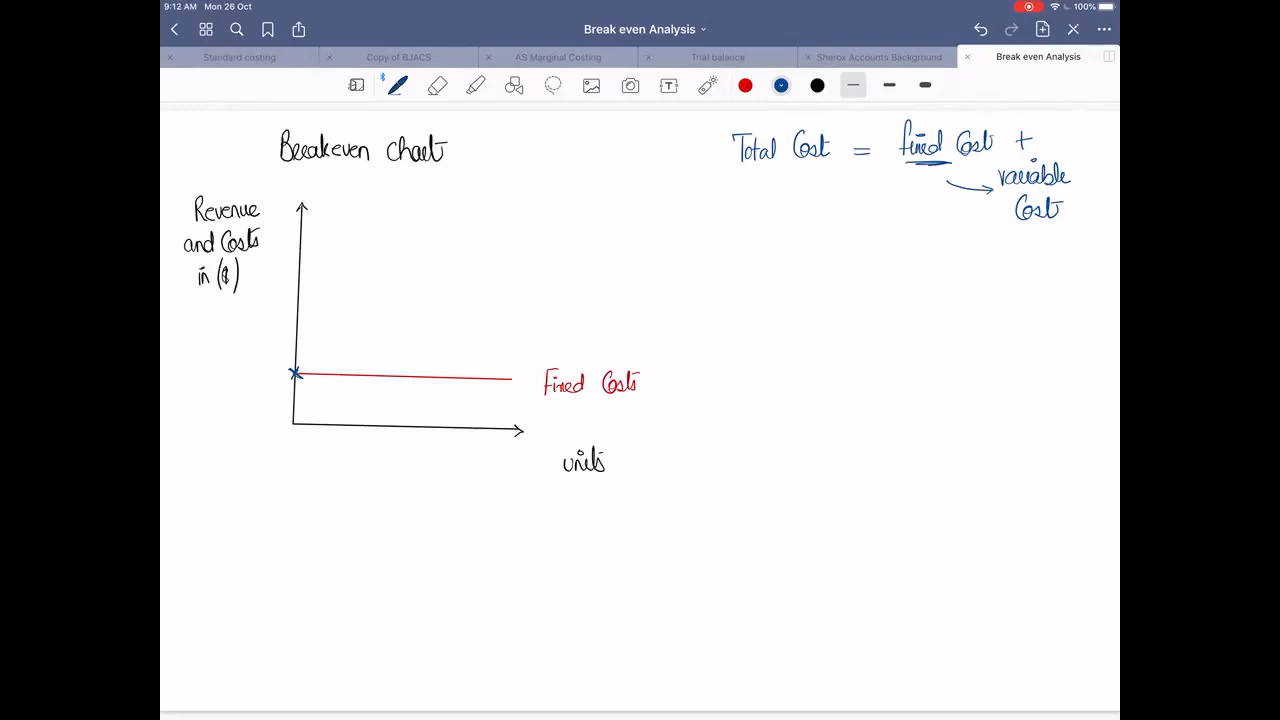 9:12 AM Mon 26 Oct
100%
Break even Analysis
Standard costing
Copy of 8LIACS
AS Marginal Costing
Trial balance
Sherox Accounts Background
Break even Analysis
Breakeven chart
Total Cost = fixed Cost +
variable
Cost
Revenue
and Costs
in ($)
Fixed Costs
units